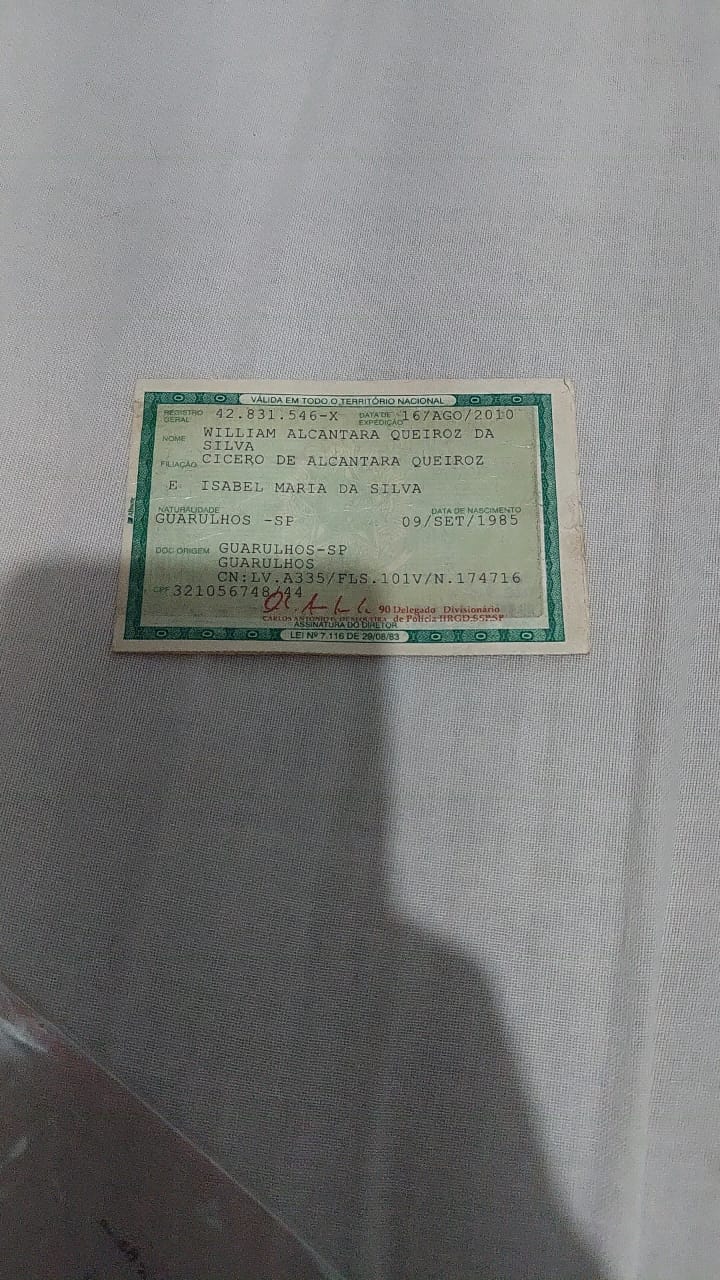 VÁLIDA EM TODO O TERRITÓRIO NACIONAL
REGISTRO GERAL 42.831.546-X DATA DE EXPEDIÇÃO 16/AGO/2010
NOME WILLIAM ALCANTARA QUEIROZ DA
SILVA
FILIAÇÃO CICERO DE ALCANTARA QUEIROZ
E ISABEL MARIA DA SILVA
NATURALIDADE DATA DE NASCIMENTO
GUARULHOS -SP 09/SET/1985
DOC ORIGEM GUARULHOS-SP
GUARULHOS
CN:LV.A335/FLS.101V/N.174716
CPF 321056748/44
90 Delegado Divisionário
CARLOS ANTONIO de Polícia IIRGD.SSP.SP
ASSINATURA DO DIRETOR
LEI Nº 7.116 DE 29/08/83